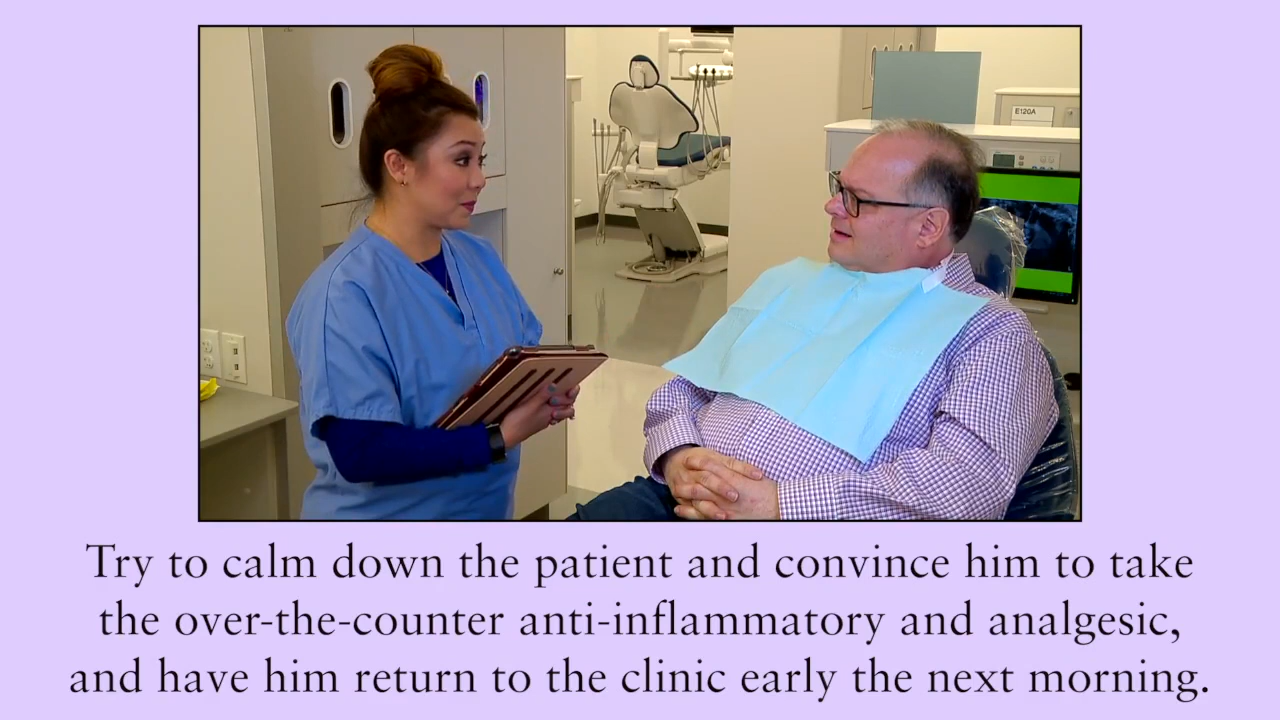 E120A
Try to calm down the patient and convince him to take
the over-the-counter anti-inflammatory and analgesic,
and have him return to the clinic early the next morning.